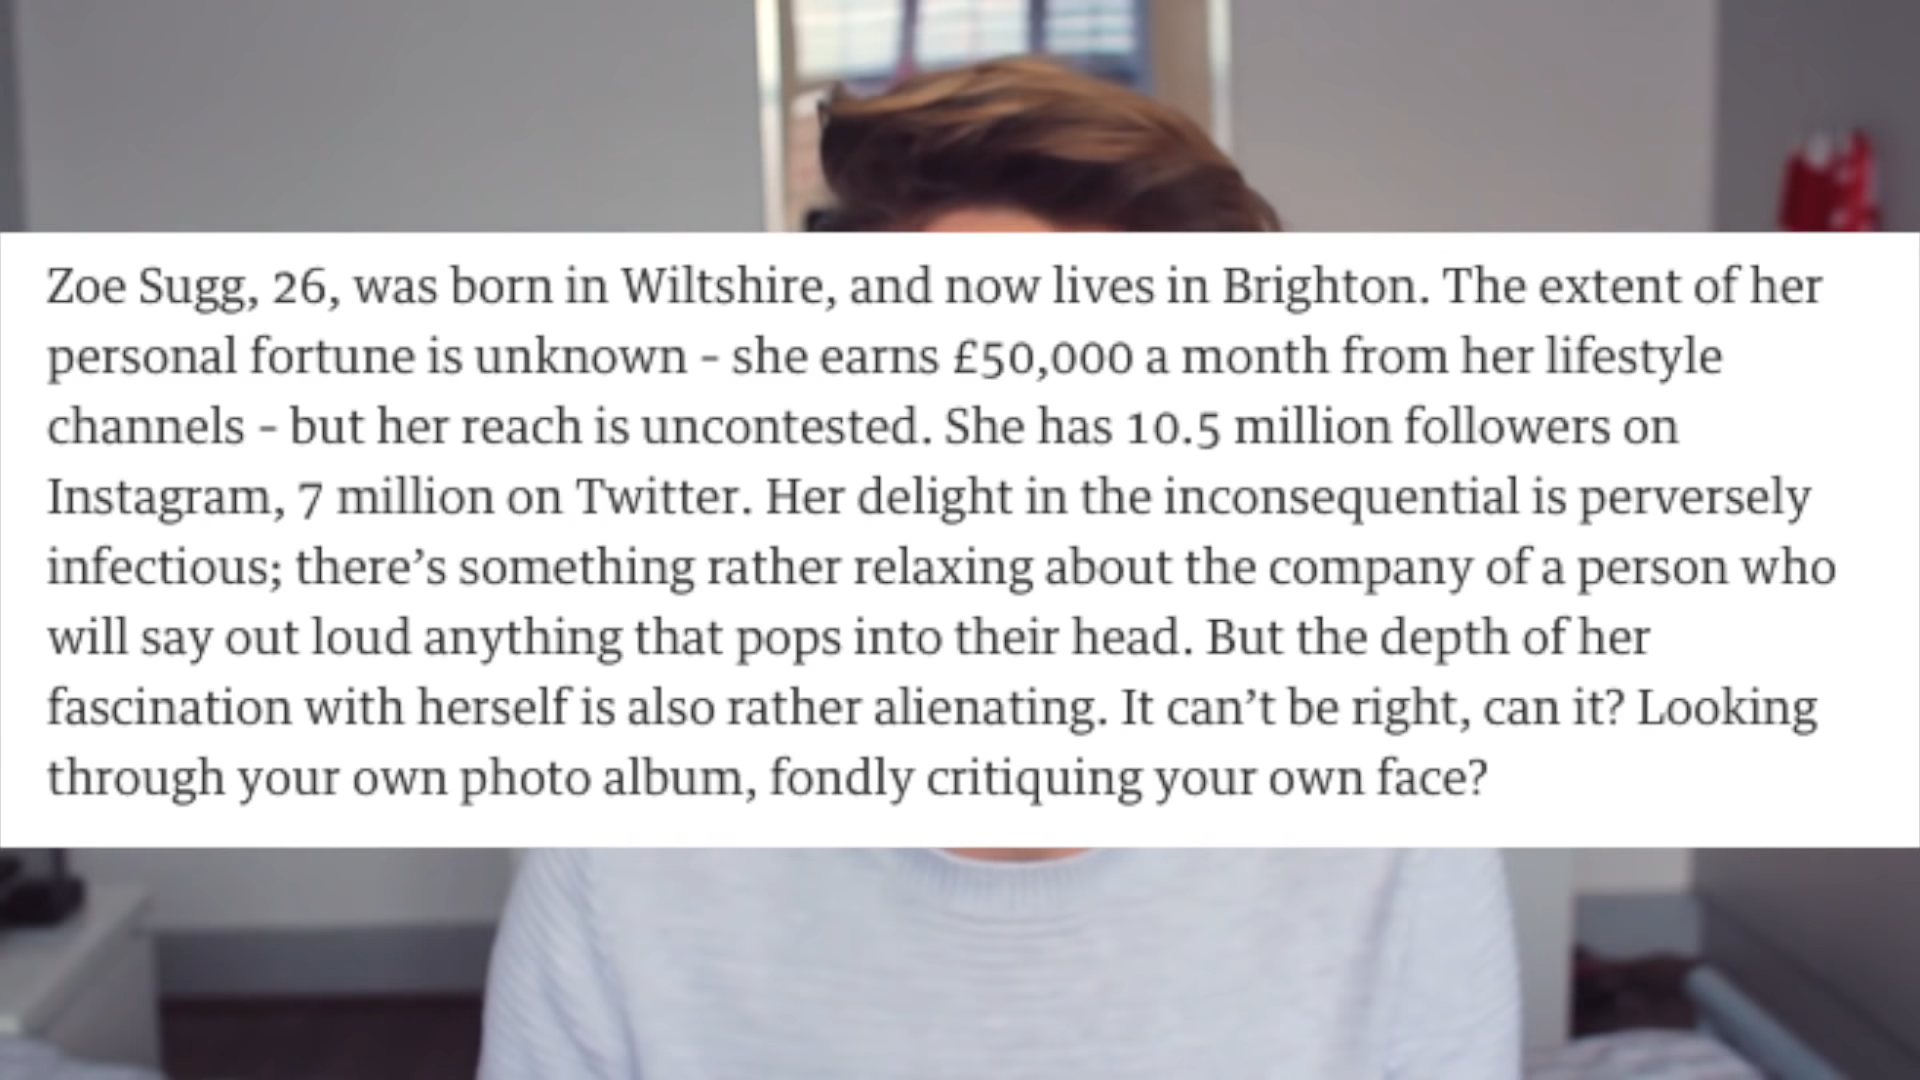 Zoe Sugg, 26, was born in Wiltshire, and now lives in Brighton. The extent of her
personal fortune is unknown – she earns £50,000 a month from her lifestyle
channels – but her reach is uncontested. She has 10.5 million followers on
Instagram, 7 million on Twitter. Her delight in the inconsequential is perversely
infectious; there’s something rather relaxing about the company of a person who
will say out loud anything that pops into their head. But the depth of her
fascination with herself is also rather alienating. It can’t be right, can it? Looking
through your own photo album, fondly critiquing your own face?